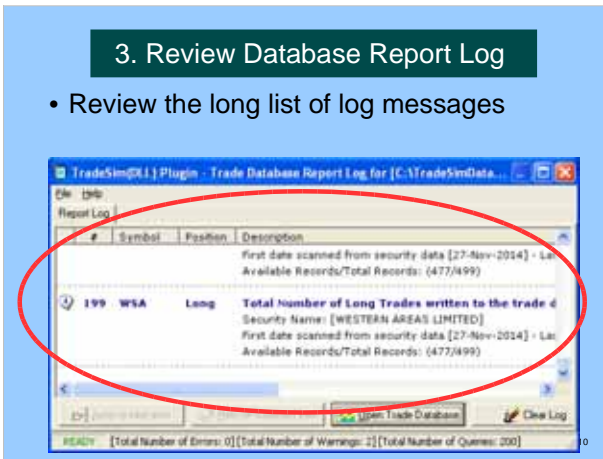 3. Review Database Report Log
• Review the long list of log messages
TradeSim(DLL) Plugin - Trade Database Report Log for [C:\TradeSimData...
File Help
Report Log
# Symbol Position Description
First date scanned from security data [27-Nov-2014] - Las
Available Records/Total Records: (477/499)
199 WSA Long Total Number of Long Trades written to the trade d
Security Name: [WESTERN AREAS LIMITED]
First date scanned from security data [27-Nov-2014] - Las
Available Records/Total Records: (477/499)
Open Trade Database Clear Log
READY [Total Number of Errors: 0] [Total Number of Warnings: 2] [Total Number of Queries: 200]
10